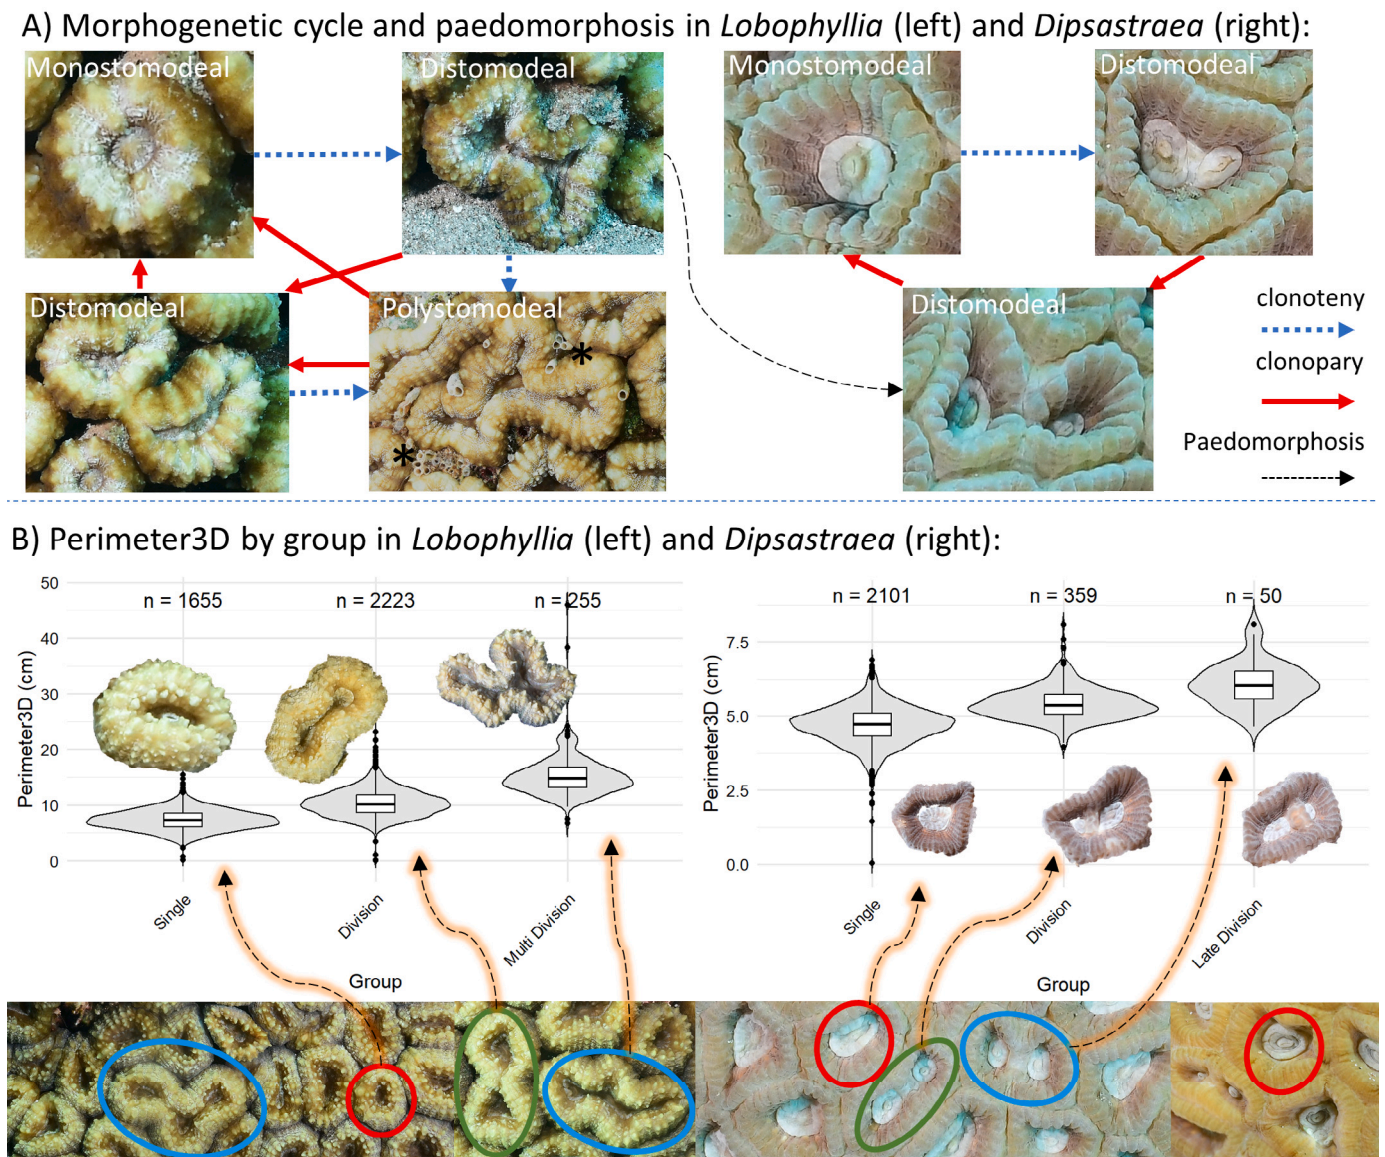 A) Morphogenetic cycle and paedomorphosis in Lobophyllia (left) and Dipsastraea (right):
Monostomodeal
Distomodeal
Monostomodeal
Distomodeal
Distomodeal
Polystomodeal
Distomodeal
*
*
clonoteny
clonopary
Paedomorphosis
B) Perimeter3D by group in Lobophyllia (left) and Dipsastraea (right):
Perimeter3D (cm)
50
40
30
20
10
0
n = 1655
n = 2223
n = 255
Single
Division
Multi Division
Group
Perimeter3D (cm)
7.5
5.0
2.5
0.0
n = 2101
n = 359
n = 50
Single
Division
Late Division
Group